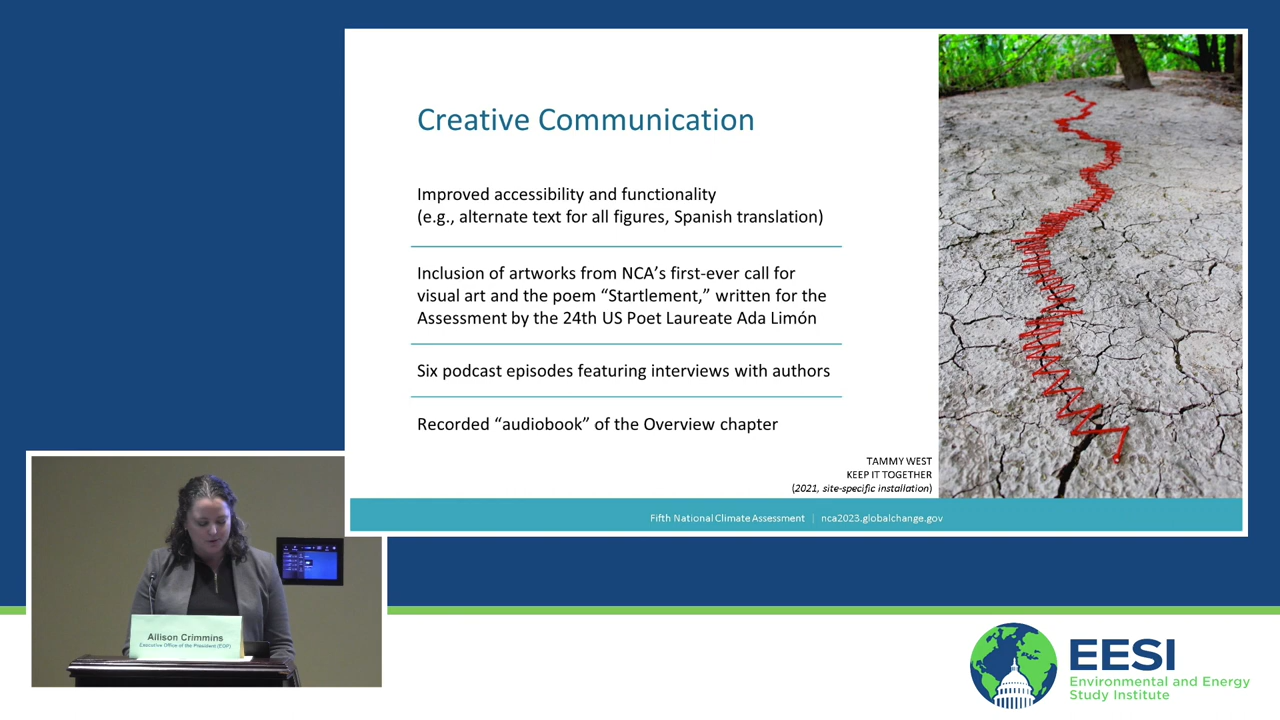 Creative Communication
Improved accessibility and functionality
(e.g., alternate text for all figures, Spanish translation)
Inclusion of artworks from NCA’s first-ever call for
visual art and the poem “Startlement,” written for the
Assessment by the 24th US Poet Laureate Ada Limón
Six podcast episodes featuring interviews with authors
Recorded “audiobook” of the Overview chapter
TAMMY WEST
KEEP IT TOGETHER
(2021, site-specific installation)
Fifth National Climate Assessment | nca2023.globalchange.gov
Allison Crimmins
Executive Office of the President (EOP)
EESI
Environmental and Energy
Study Institute